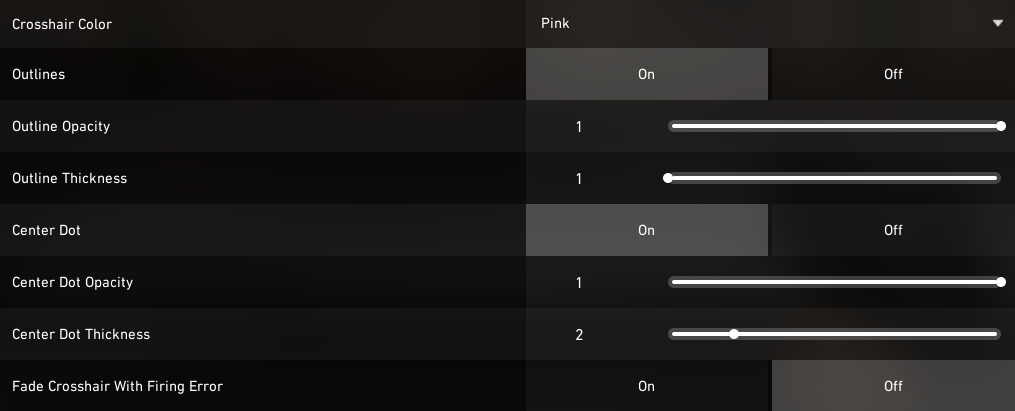 Crosshair Color Pink
Outlines On Off
Outline Opacity 1
Outline Thickness 1
Center Dot On Off
Center Dot Opacity 1
Center Dot Thickness 2
Fade Crosshair With Firing Error On Off